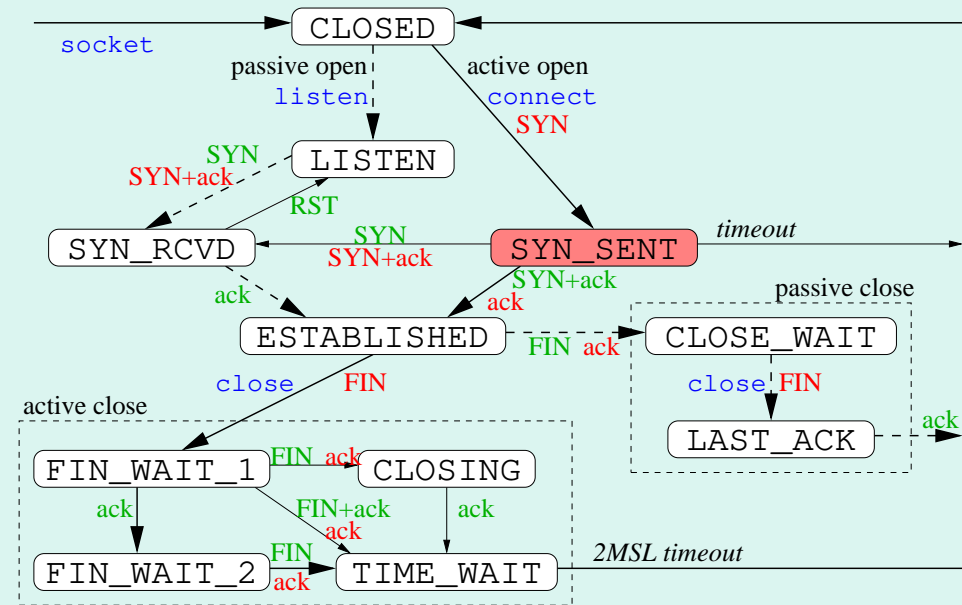 CLOSED
socket
passive open
listen
active open
connect
SYN
LISTEN
SYN
SYN+ack
RST
SYN_RCVD
SYN
SYN+ack
SYN_SENT
timeout
ack
SYN+ack
ack
ESTABLISHED
FIN ack
passive close
CLOSE_WAIT
close FIN
LAST_ACK
ack
close FIN
active close
FIN_WAIT_1
FIN ack
CLOSING
ack
FIN+ack
ack
ack
FIN_WAIT_2
FIN
ack
TIME_WAIT
2MSL timeout